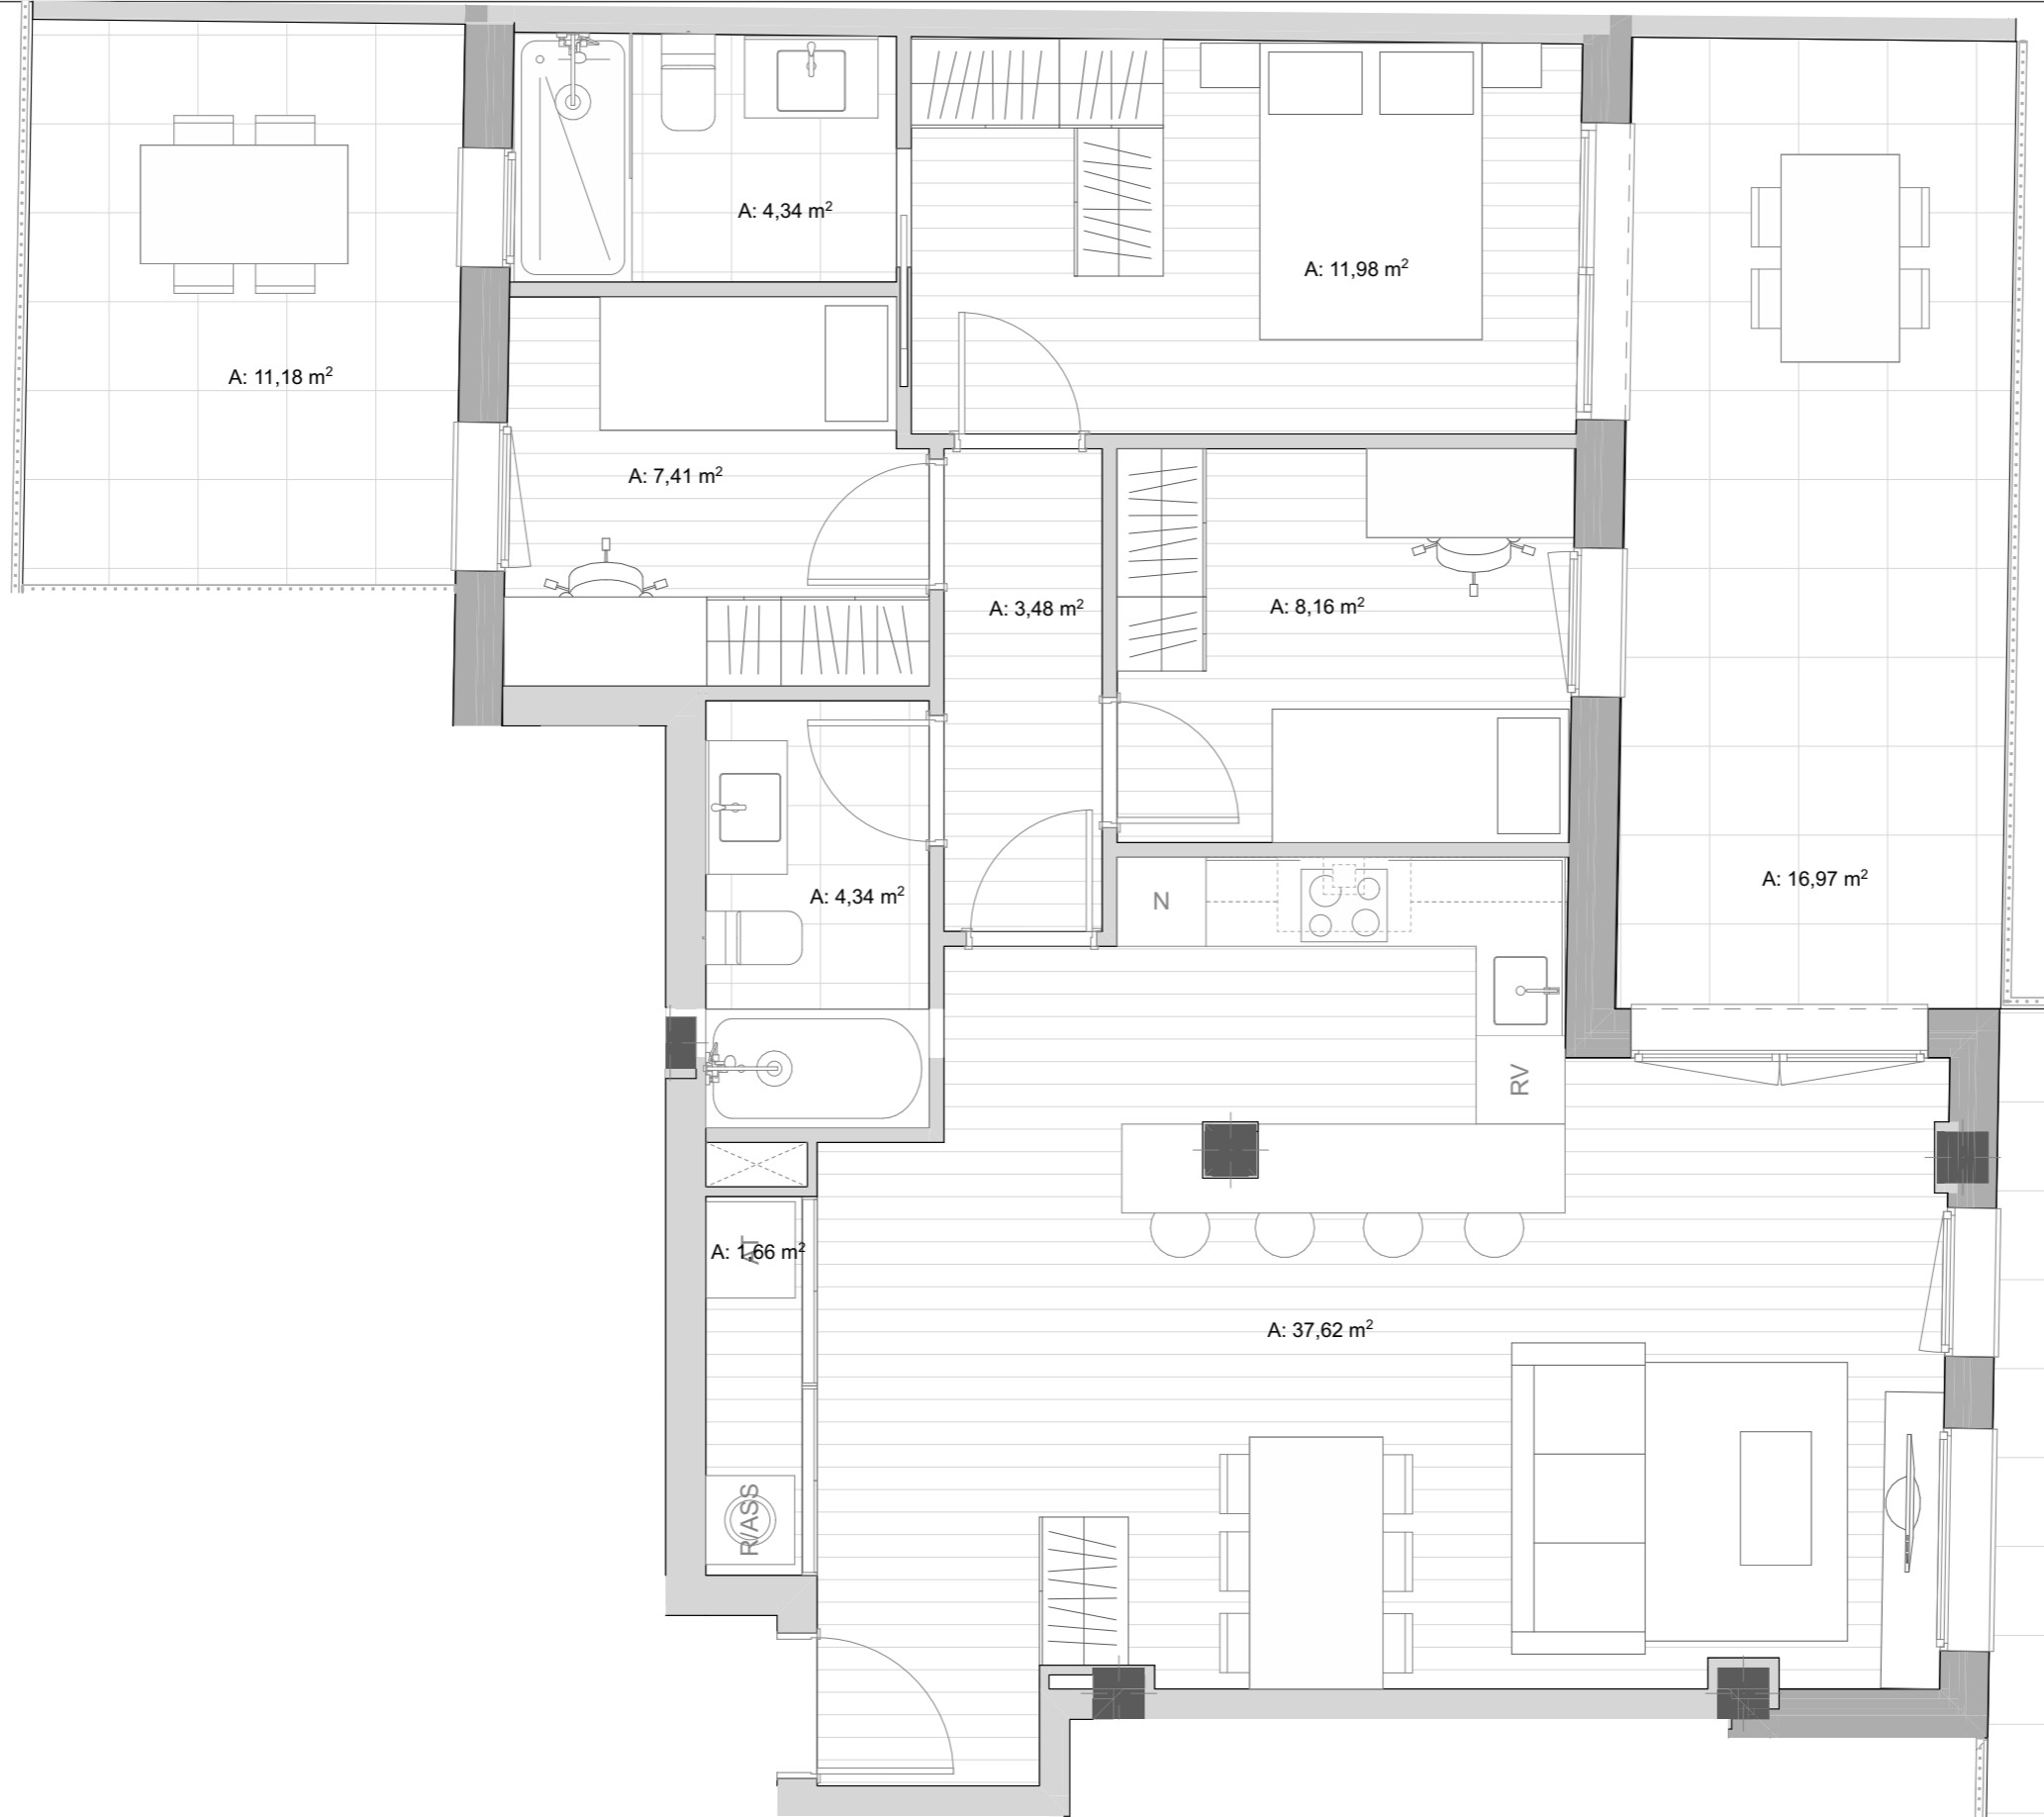 A: 4,34 m²
A: 11,98 m²
A: 11,18 m²
A: 7,41 m²
A: 3,48 m²
A: 8,16 m²
A: 16,97 m²
A: 4,34 m²
N
RV
A: 1,66 m²
AT
A: 37,62 m²
R/ASS